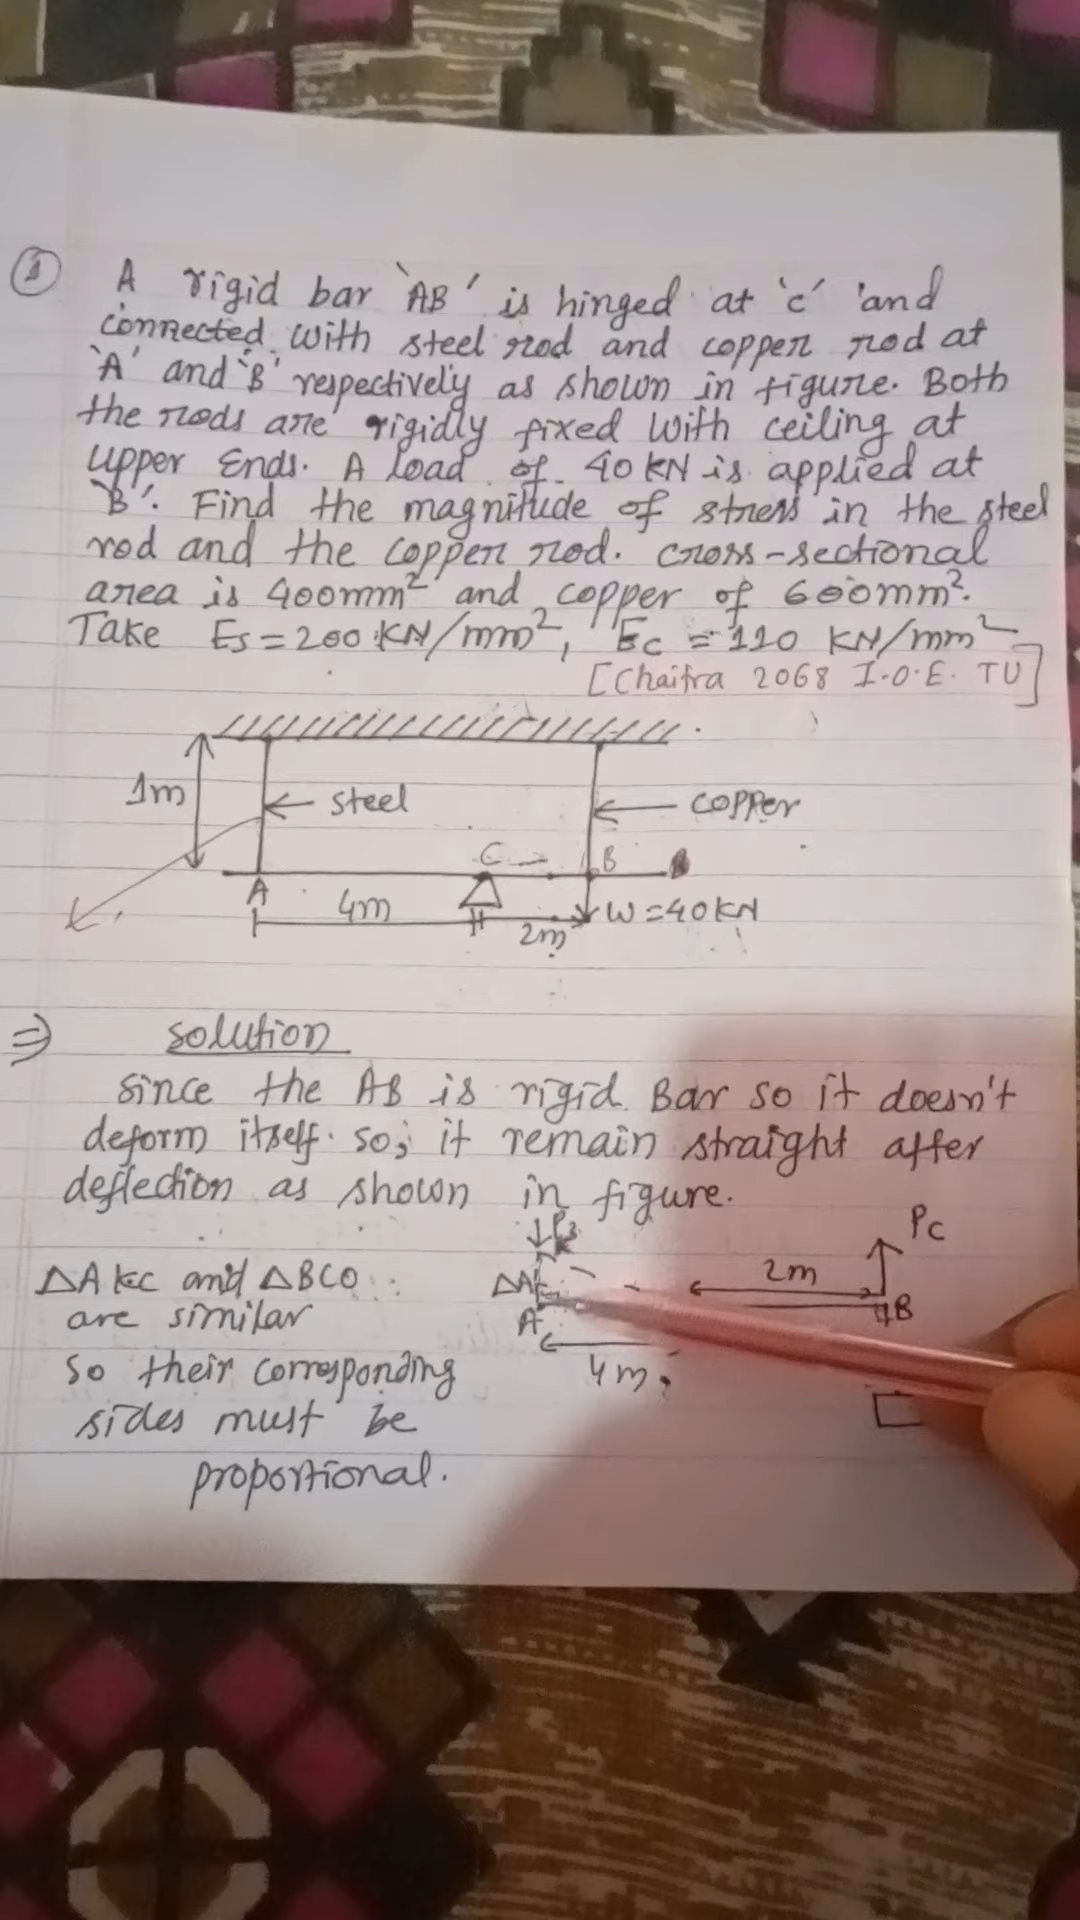 ① A rigid bar `AB' is hinged at `c' 'and
connected with steel rod and copper rod at
`A' and `B' respectively as shown in figure. Both
the rods are rigidly fixed with ceiling at
upper Ends. A load of 40 KN is applied at
`B'. Find the magnitude of stress in the steel
rod and the copper rod. cross-sectional
area is 400mm² and copper of 600mm².
Take Es = 200 KN/mm², Ec = 110 KN/mm²
[Chaitra 2068 I.O.E. TU]
1m
steel
copper
C
B
A
4m
2m
W = 40KN
⇒ solution
since the AB is rigid Bar so it doesn't
deform itself. so; it remain straight after
deflection as shown in figure.
Pc
ΔA
2m
B
A
4m
ΔAKC and ΔBCO
are similar
so their corresponding
sides must be
proportional.